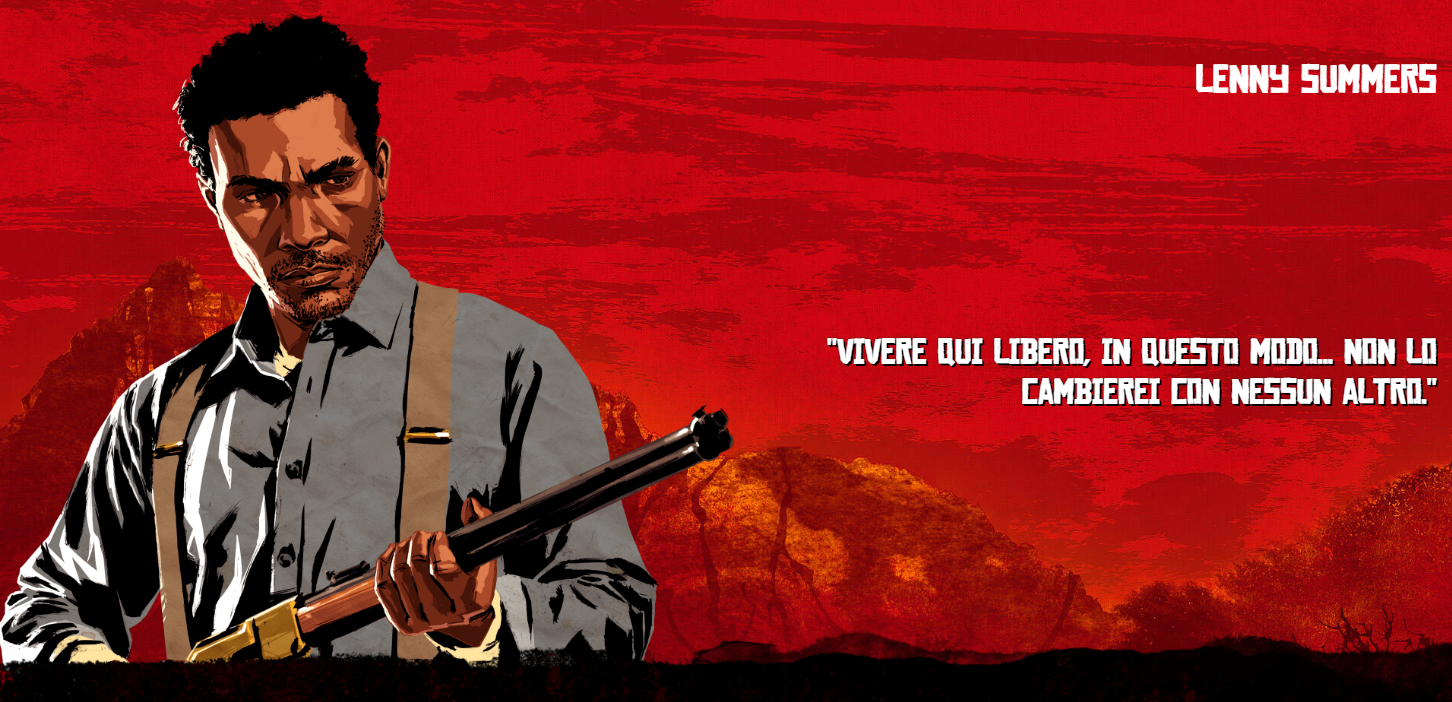 LENNY SUMMERS
"VIVERE QUI LIBERO, IN QUESTO MODO... NON LO
CAMBIEREI CON NESSUN ALTRO."